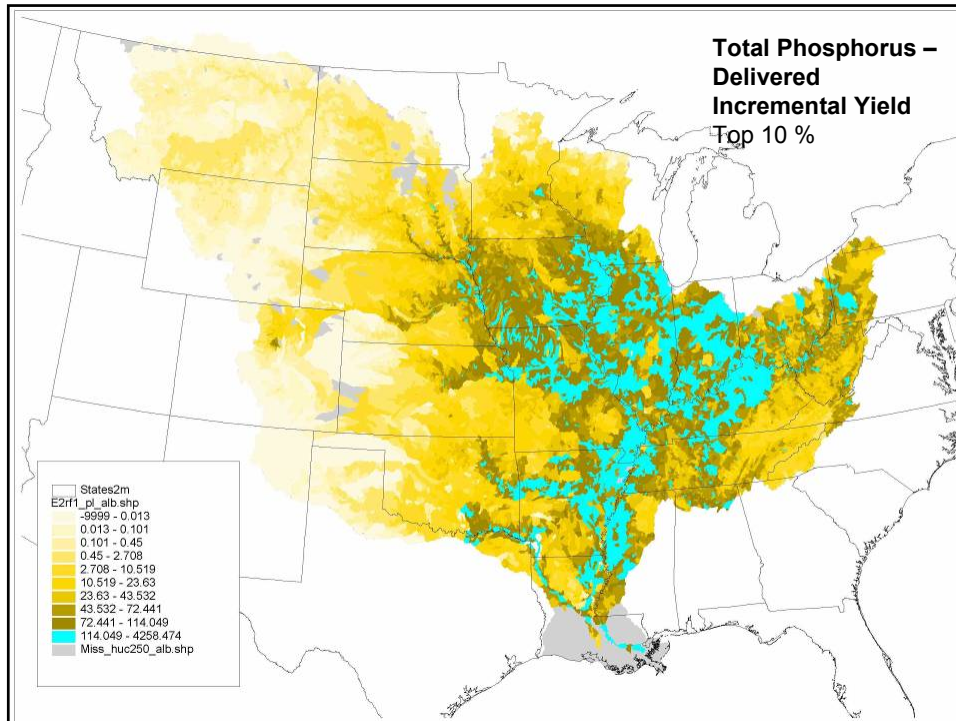 Total Phosphorus –
Delivered
Incremental Yield
Top 10 %
States2m
E2rf1_pl_alb.shp
-9999 - 0.013
0.013 - 0.101
0.101 - 0.45
0.45 - 2.708
2.708 - 10.519
10.519 - 23.63
23.63 - 43.532
43.532 - 72.441
72.441 - 114.049
114.049 - 4258.474
Miss_huc250_alb.shp